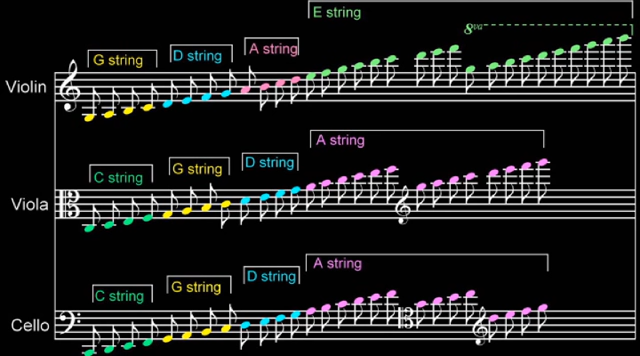 E string
8va
G string
D string
A string
Violin
A string
C string
G string
D string
Viola
A string
C string
G string
D string
Cello